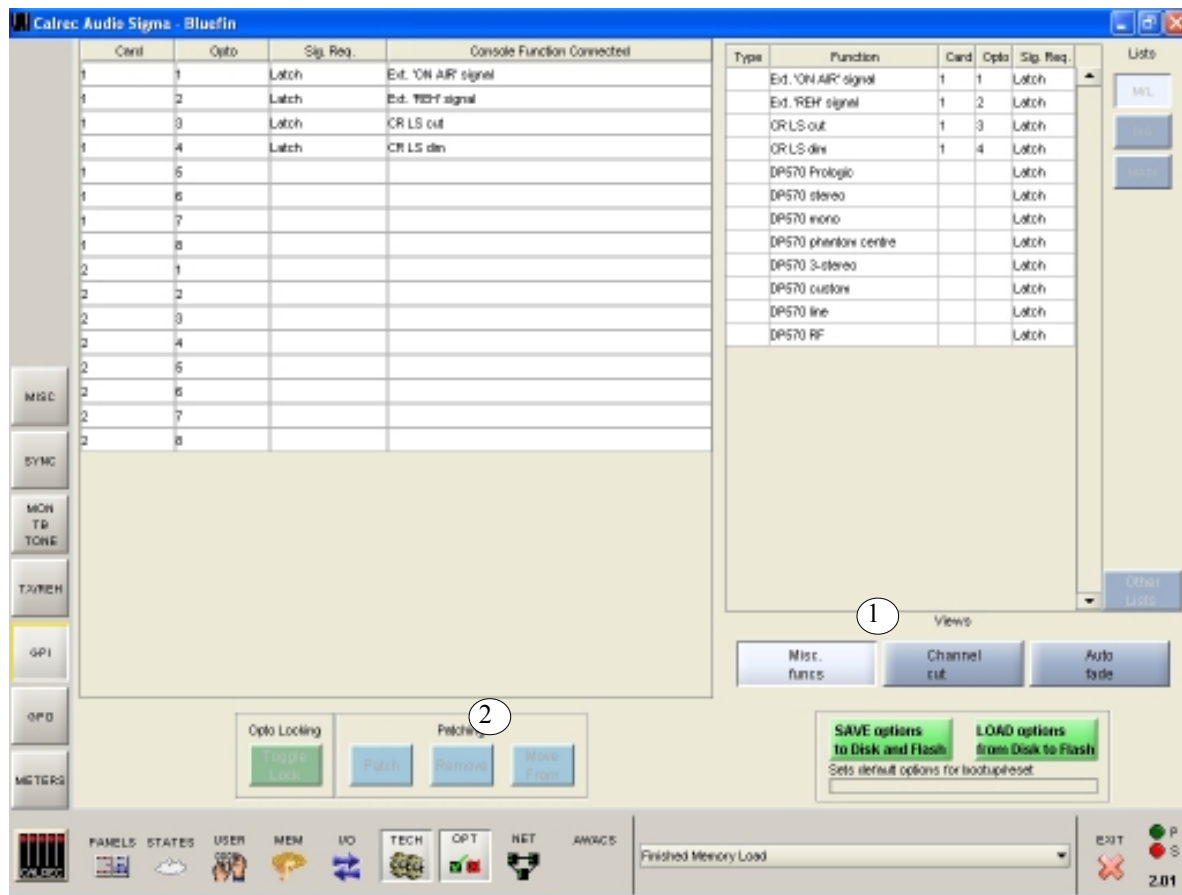 Calrec Audio Sigma - Bluefin
Card Opto Sig. Req. Console Function Connected
1 1 Latch Ext. 'ON AIR' signal
1 2 Latch Ext. 'REH' signal
1 3 Latch CR LS cut
1 4 Latch CR LS dim
1 5
1 6
1 7
1 8
2 1
2 2
2 3
2 4
2 5
2 6
2 7
2 8
Type Function Card Opto Sig. Req.
Ext. 'ON AIR' signal 1 1 Latch
Ext. 'REH' signal 1 2 Latch
CR LS cut 1 3 Latch
CR LS dim 1 4 Latch
DP570 Prologic Latch
DP570 stereo Latch
DP570 mono Latch
DP570 phantom centre Latch
DP570 3-stereo Latch
DP570 custom Latch
DP570 line Latch
DP570 RF Latch
Lists
M/L
Other
Lists
MISC
SYNC
MON
TB
TONE
TX/REH
GPI
GPO
METERS
1
Views
Misc.
funcs
Channel
cut
Auto
fade
2
Opto Locking
Toggle
Lock
Patching
Patch
Remove
Move
From
SAVE options
to Disk and Flash
LOAD options
from Disk to Flash
Sets default options for bootup/reset
CALREC
PANELS STATES USER MEM I/O TECH OPT NET AWACS
Finished Memory Load
EXIT
P
S
2.01